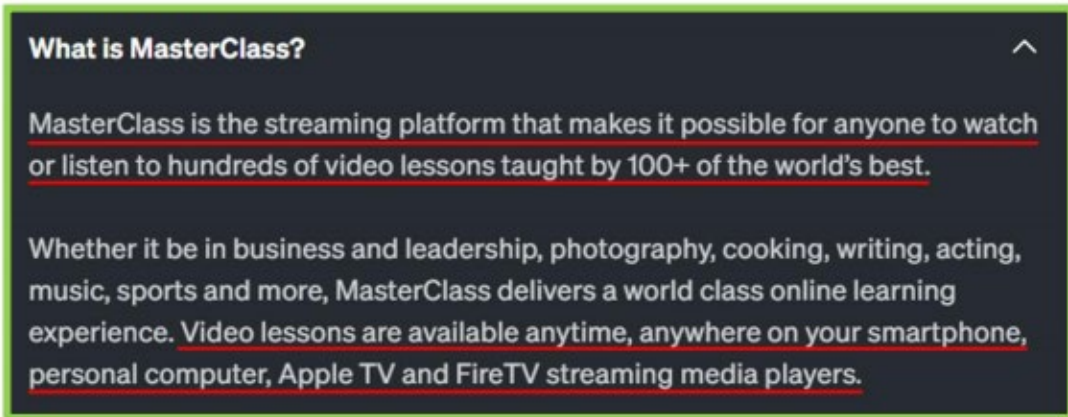 What is MasterClass?
MasterClass is the streaming platform that makes it possible for anyone to watch
or listen to hundreds of video lessons taught by 100+ of the world's best.
Whether it be in business and leadership, photography, cooking, writing, acting,
music, sports and more, MasterClass delivers a world class online learning
experience. Video lessons are available anytime, anywhere on your smartphone,
personal computer, Apple TV and FireTV streaming media players.